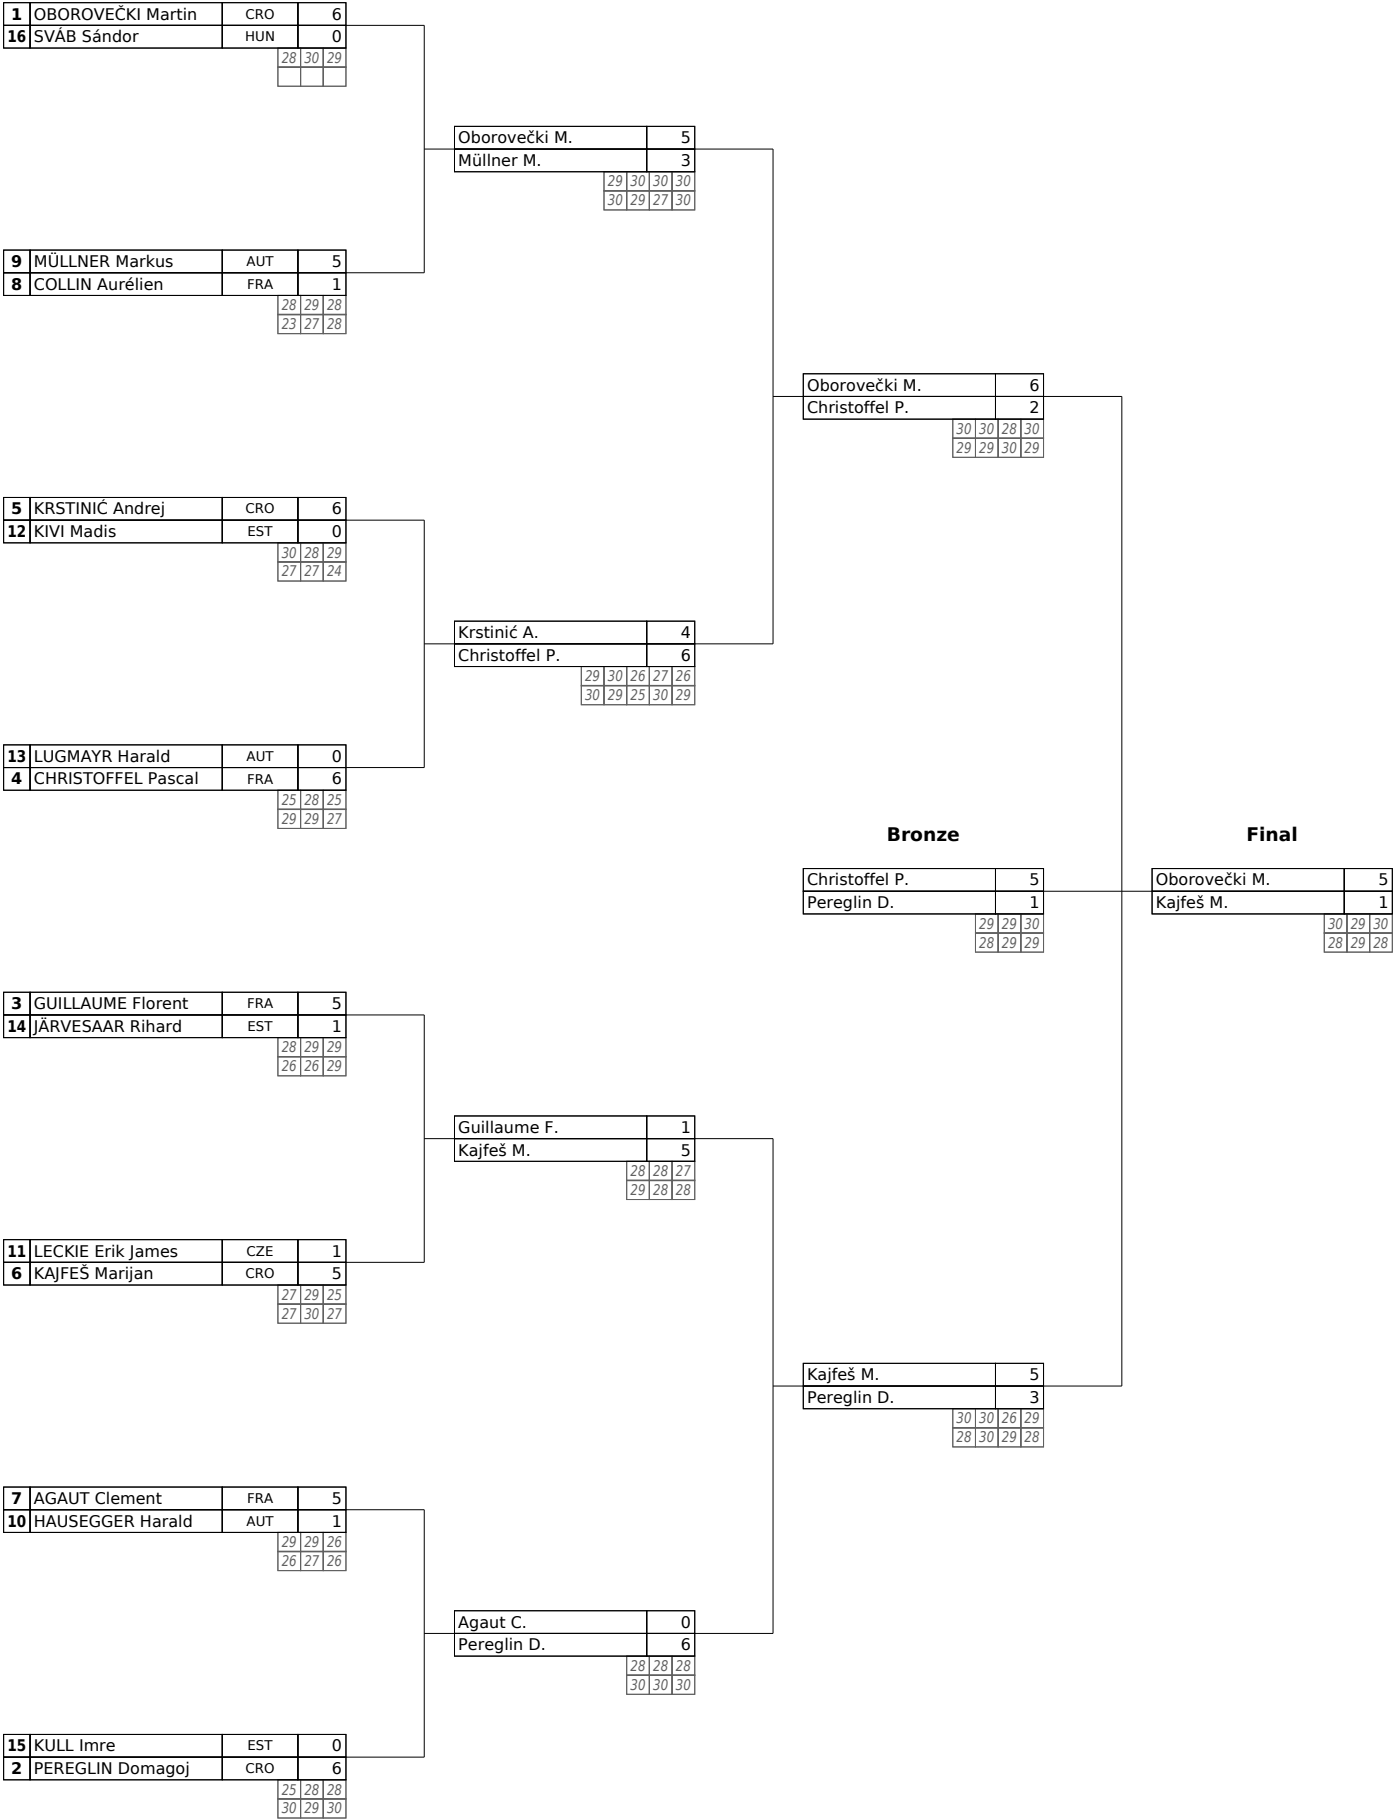 1 OBOROVEČKI Martin CRO 6
16 SVÁB Sándor HUN 0
28 30 29
Oborovečki M. 5
Müllner M. 3
29 30 30 30
30 29 27 30
9 MÜLLNER Markus AUT 5
8 COLLIN Aurélien FRA 1
28 29 28
23 27 28
Oborovečki M. 6
Christoffel P. 2
30 30 28 30
29 29 30 29
5 KRSTINIĆ Andrej CRO 6
12 KIVI Madis EST 0
30 28 29
27 27 24
Krstinić A. 4
Christoffel P. 6
29 30 26 27 26
30 29 25 30 29
13 LUGMAYR Harald AUT 0
4 CHRISTOFFEL Pascal FRA 6
25 28 25
29 29 27
Bronze Final
Christoffel P. 5 Oborovečki M. 5
Pereglin D. 1 Kajfeš M. 1
29 29 30 30 29 30
28 29 29 28 29 28
3 GUILLAUME Florent FRA 5
14 JÄRVESAAR Rihard EST 1
28 29 29
26 26 29
Guillaume F. 1
Kajfeš M. 5
28 28 27
29 28 28
11 LECKIE Erik James CZE 1
6 KAJFEŠ Marijan CRO 5
27 29 25
27 30 27
Kajfeš M. 5
Pereglin D. 3
30 30 26 29
28 30 29 28
7 AGAUT Clement FRA 5
10 HAUSEGGER Harald AUT 1
29 29 26
26 27 26
Agaut C. 0
Pereglin D. 6
28 28 28
30 30 30
15 KULL Imre EST 0
2 PEREGLIN Domagoj CRO 6
25 28 28
30 29 30